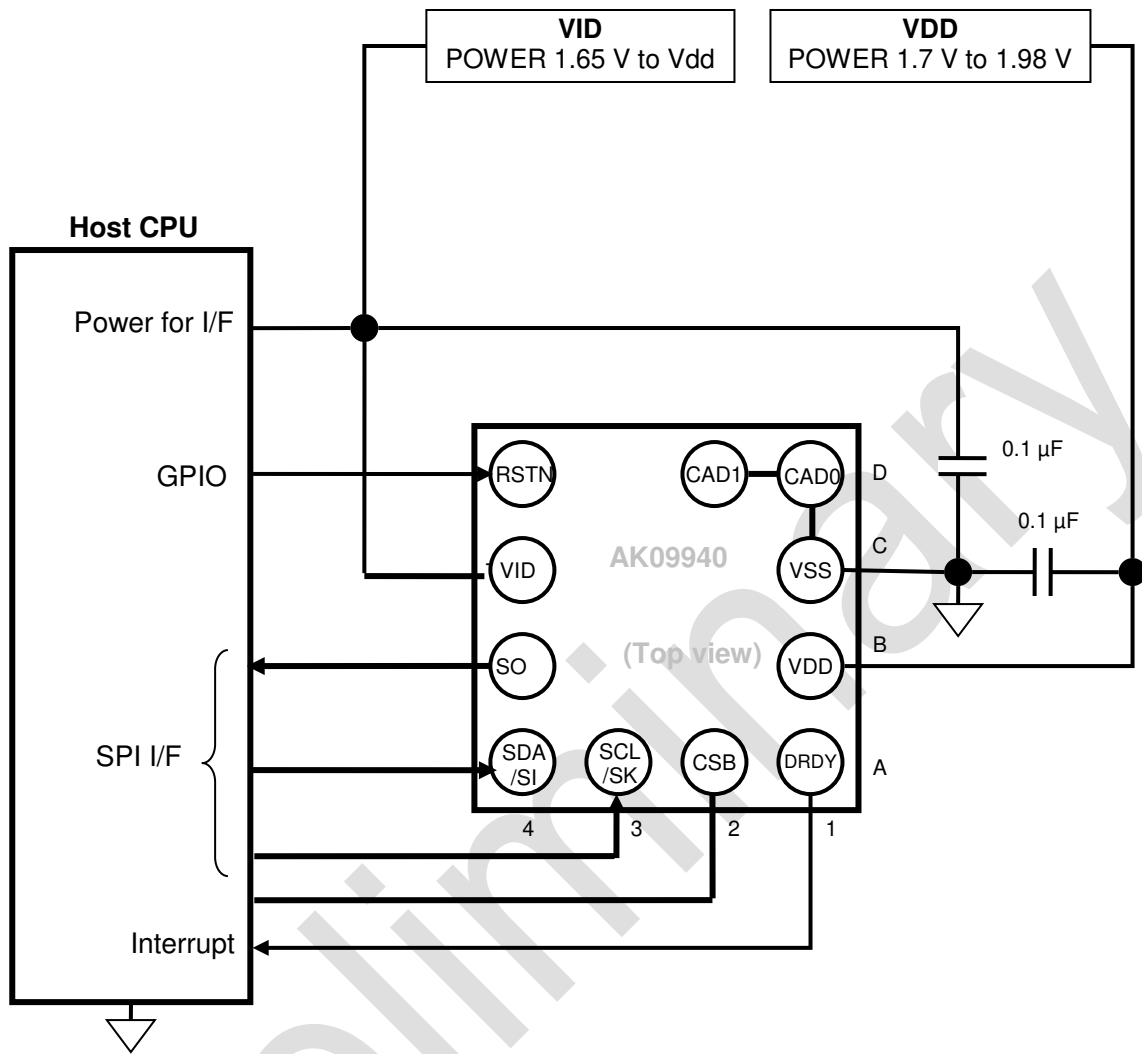 VID
POWER 1.65 V to Vdd
VDD
POWER 1.7 V to 1.98 V
Host CPU
Power for I/F
GPIO
SPI I/F
Interrupt
RSTN
CAD1
CAD0
D
0.1 µF
0.1 µF
C
VID
AK09940
VSS
B
SO
(Top view)
VDD
SDA
/SI
SCL
/SK
CSB
DRDY
A
4
3
2
1